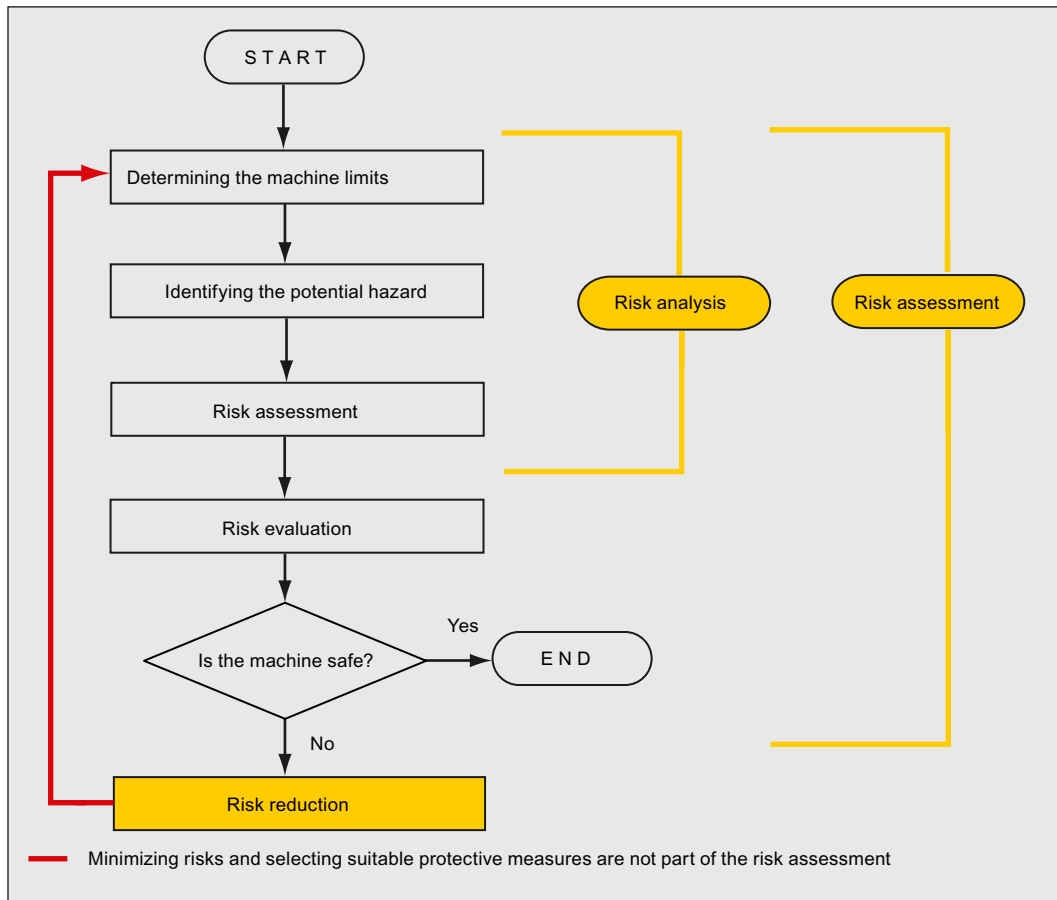 S T A R T
Determining the machine limits
Identifying the potential hazard
Risk analysis
Risk assessment
Risk assessment
Risk evaluation
Yes
Is the machine safe?
E N D
No
Risk reduction
Minimizing risks and selecting suitable protective measures are not part of the risk assessment